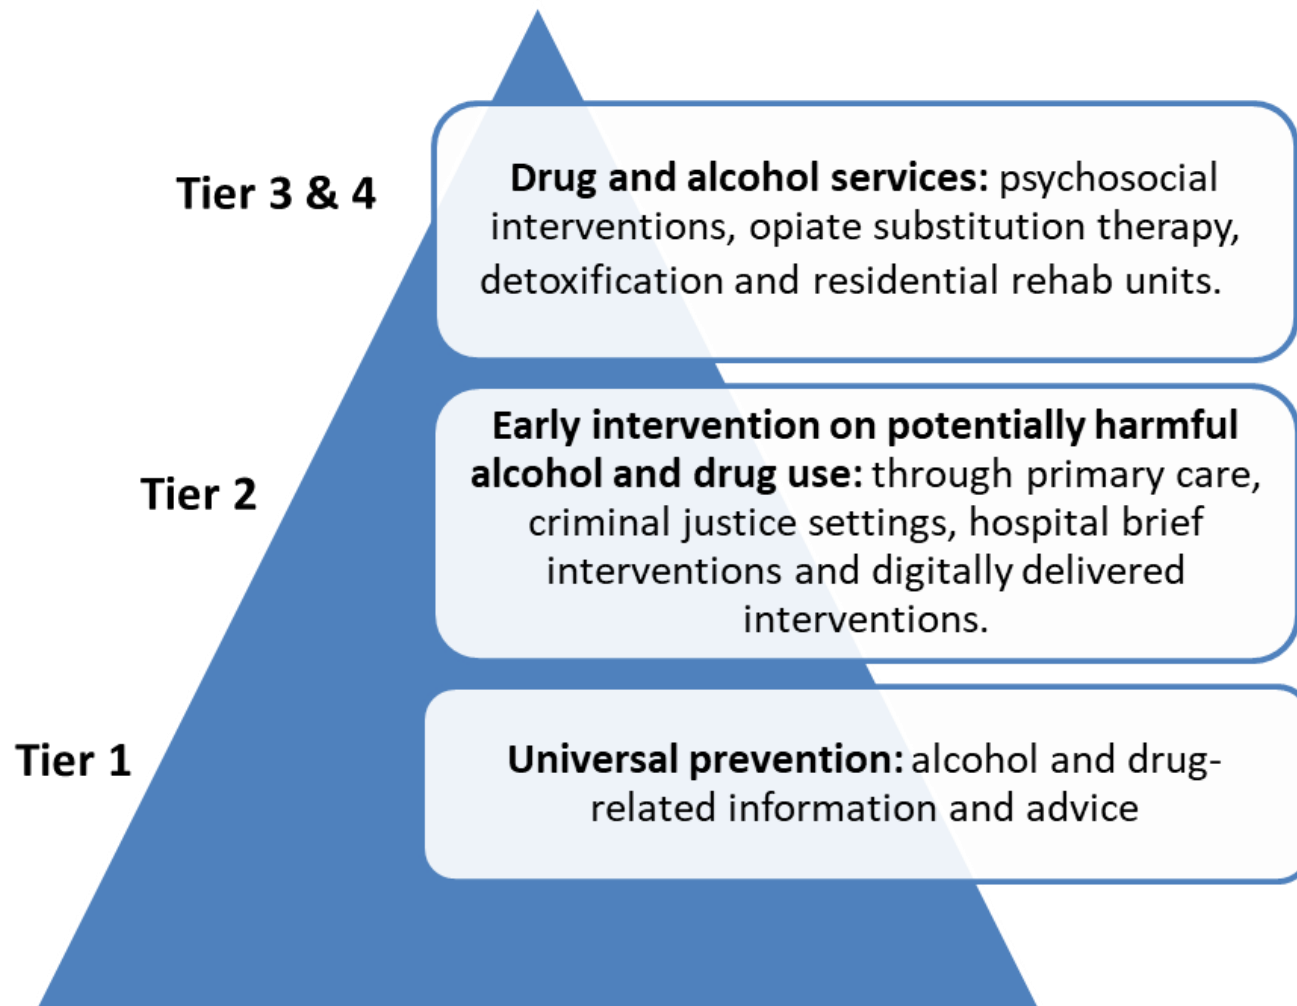 Tier 3 & 4
Drug and alcohol services: psychosocial
interventions, opiate substitution therapy,
detoxification and residential rehab units.
Tier 2
Early intervention on potentially harmful
alcohol and drug use: through primary care,
criminal justice settings, hospital brief
interventions and digitally delivered
interventions.
Tier 1
Universal prevention: alcohol and drug-
related information and advice